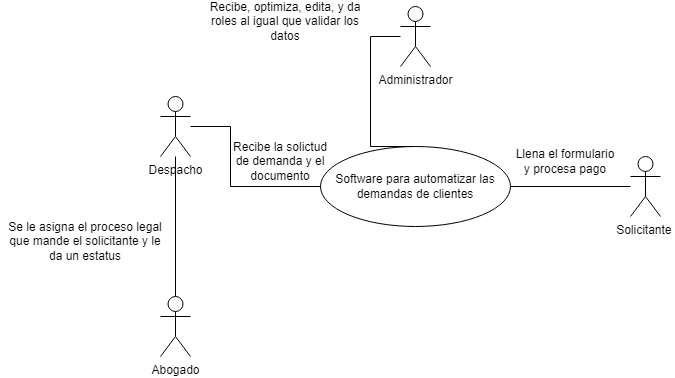 Recibe, optimiza, edita, y da
roles al igual que validar los
datos
Administrador
Despacho
Recibe la solictud
de demanda y el
documento
Software para automatizar las
demandas de clientes
Llena el formulario
y procesa pago
Solicitante
Se le asigna el proceso legal
que mande el solicitante y le
da un estatus
Abogado